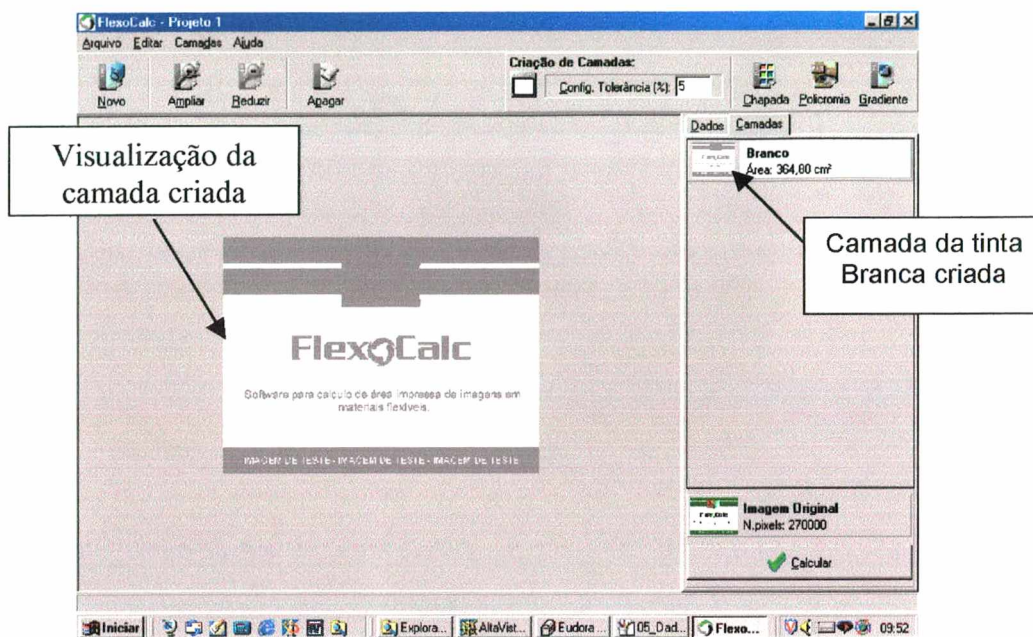 FlexoCalc - Projeto 1
Arquivo Editar Camadas Ajuda
Novo Ampliar Reduzir Apagar
Criação de Camadas:
Config. Tolerância (%): 5
Chapada Policromia Gradiente
Dados Camadas
Branco
Área: 364,80 cm²
Visualização da
camada criada
Camada da tinta
Branca criada
FlexoCalc
Software para calculo de área impressa de imagens em
materiais flexíveis.
IMAGEM DE TESTE - IMAGEM DE TESTE - IMAGEM DE TESTE
Imagem Original
N.pixels: 270000
Calcular
Iniciar Explora... AltaVist... Eudora ... 05_Dad... Flexo... 09:52